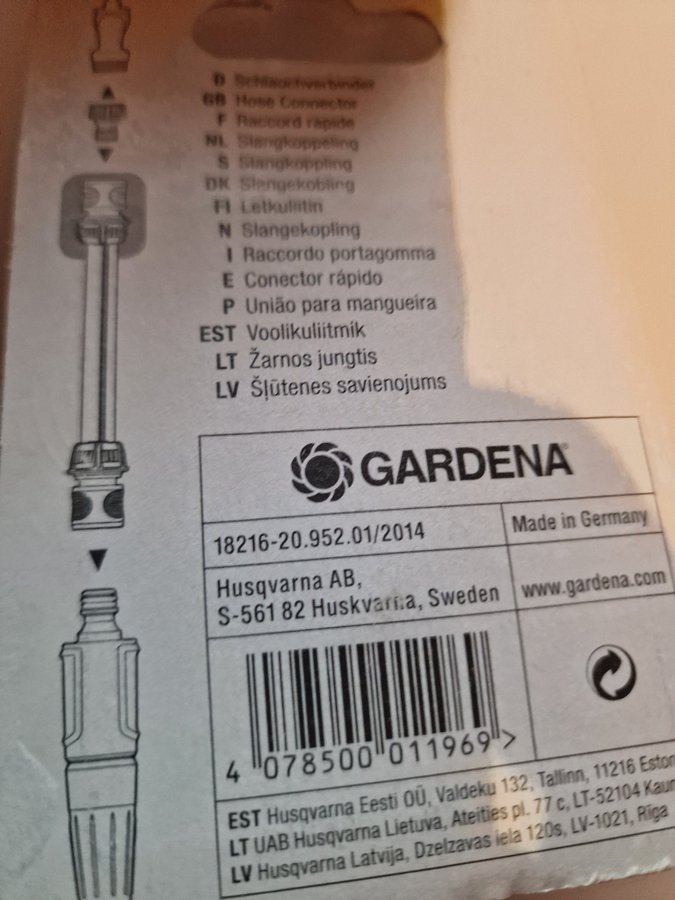 D Schlauchverbinder
GB Hose Connector
F Raccord rapide
NL Slangkoppeling
S Slangkoppling
DK Slangekobling
FI Letkuliitin
N Slangekopling
I Raccordo portagomma
E Conector rápido
P União para mangueira
EST Voolikuliitmik
LT Žarnos jungtis
LV Šļūtenes savienojums
GARDENA®
18216-20.952.01/2014
Made in Germany
Husqvarna AB,
S-561 82 Huskvarna, Sweden
www.gardena.com
4 078500 011969 >
EST Husqvarna Eesti OÜ, Valdeku 132, Tallinn, 11216 Eston
LT UAB Husqvarna Lietuva, Ateities pl. 77 c, LT-52104 Kaun
LV Husqvarna Latvija, Dzelzavas iela 120s, LV-1021, Rīga